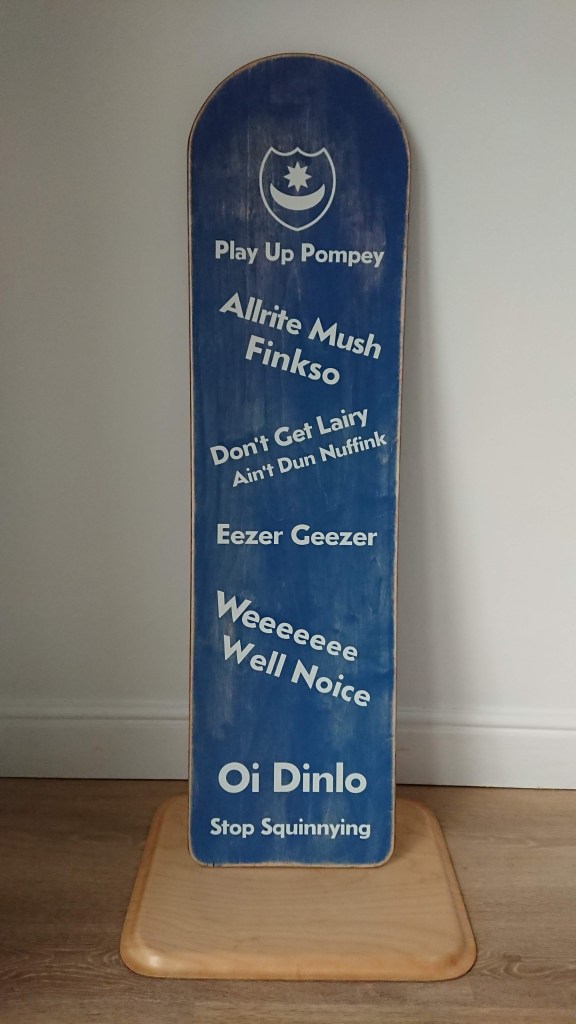 Play Up Pompey
Allrite Mush
Finkso
Don't Get Lairy
Ain't Dun Nuffink
Eezer Geezer
Weeeeeee
Well Noice
Oi Dinlo
Stop Squinnying